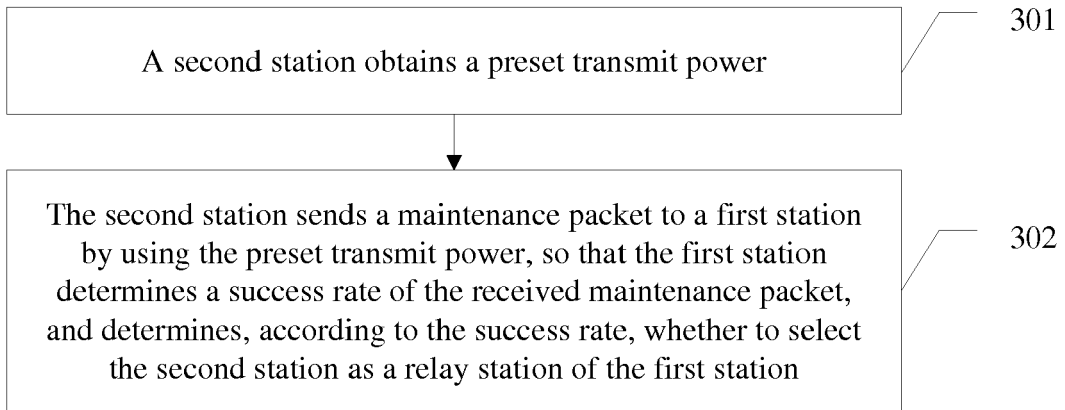 A second station obtains a preset transmit power
301
The second station sends a maintenance packet to a first station
by using the preset transmit power, so that the first station
determines a success rate of the received maintenance packet,
and determines, according to the success rate, whether to select
the second station as a relay station of the first station
302